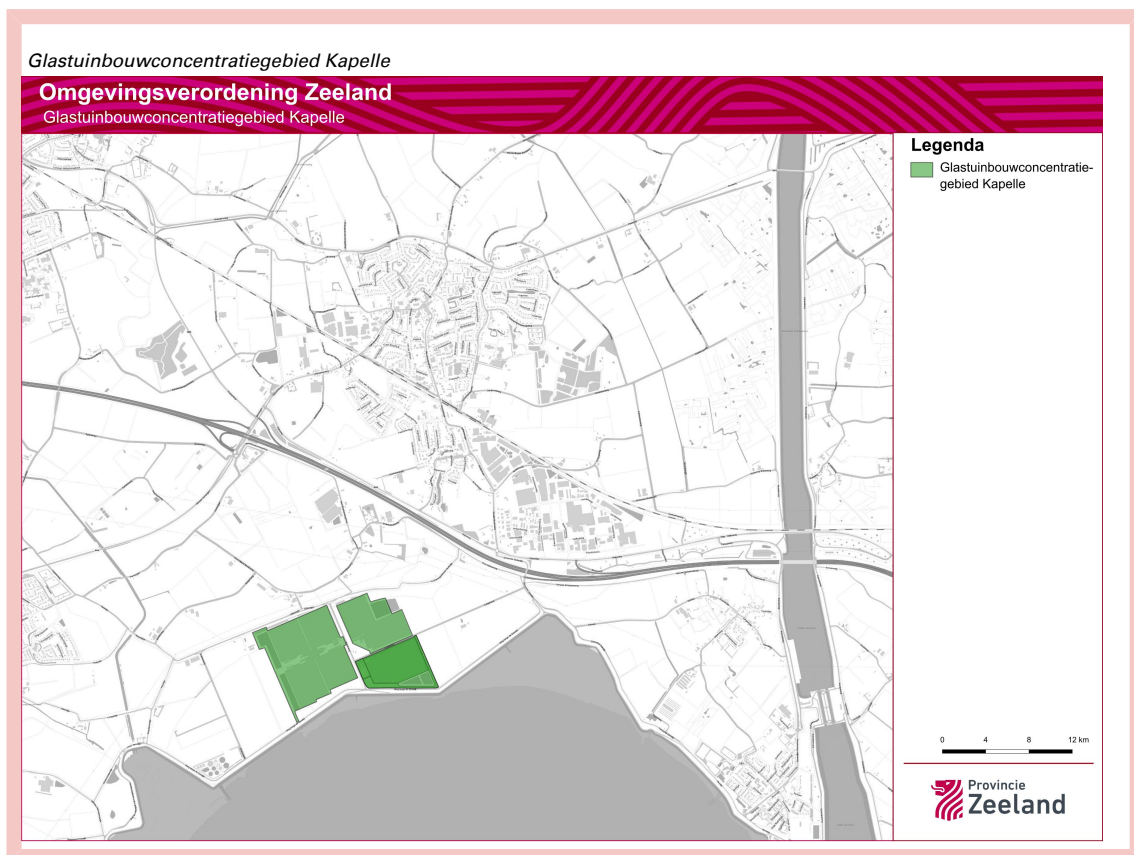 Glastuinbouwconcentratiegebied Kapelle
Omgevingsverordening Zeeland
Glastuinbouwconcentratiegebied Kapelle
Legenda
Glastuinbouwconcentratie-
gebied Kapelle
0 4 8 12 km
Provincie
Zeeland